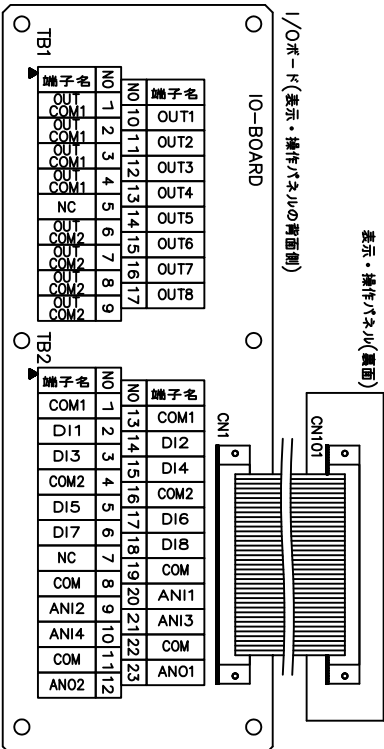 表示・操作パネル(裏面)
I/Oボード(表示・操作パネルの背面側)
CN101
IO-BOARD
CN1
TB1
NO 端子名
10 OUT1
11 OUT2
12 OUT3
13 OUT4
14 OUT5
15 OUT6
16 OUT7
17 OUT8
端子名 NO
OUT COM1 1
OUT COM1 2
OUT COM1 3
OUT COM1 4
NC 5
OUT COM2 6
OUT COM2 7
OUT COM2 8
OUT COM2 9
TB2
NO 端子名
13 COM1
14 DI2
15 DI4
16 COM2
17 DI6
18 DI8
19 COM
20 ANI1
21 ANI3
22 COM
23 ANO1
端子名 NO
COM1 1
DI1 2
DI3 3
COM2 4
DI5 5
DI7 6
NC 7
COM 8
ANI2 9
ANI4 10
COM 11
ANO2 12